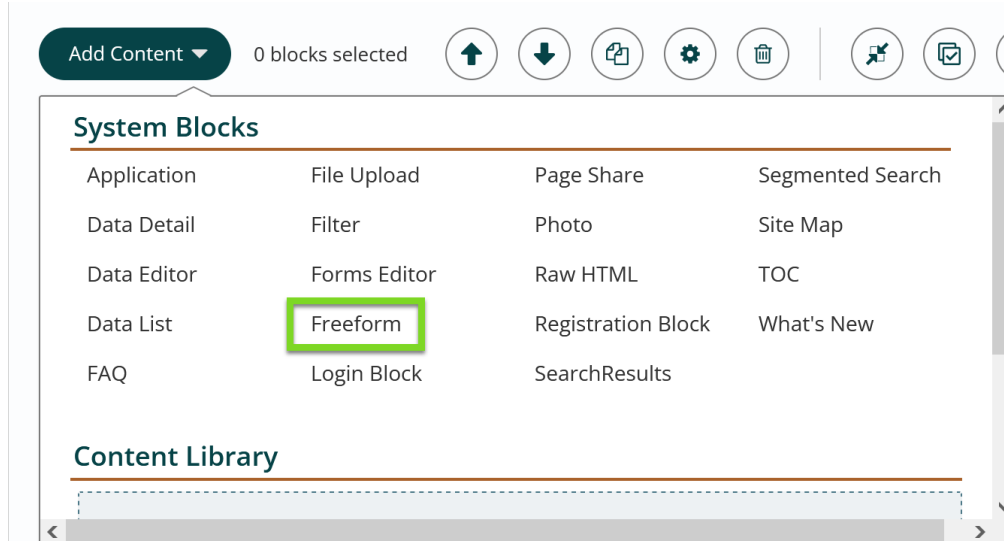 Add Content 0 blocks selected
System Blocks
Application File Upload Page Share Segmented Search
Data Detail Filter Photo Site Map
Data Editor Forms Editor Raw HTML TOC
Data List Freeform Registration Block What's New
FAQ Login Block SearchResults
Content Library